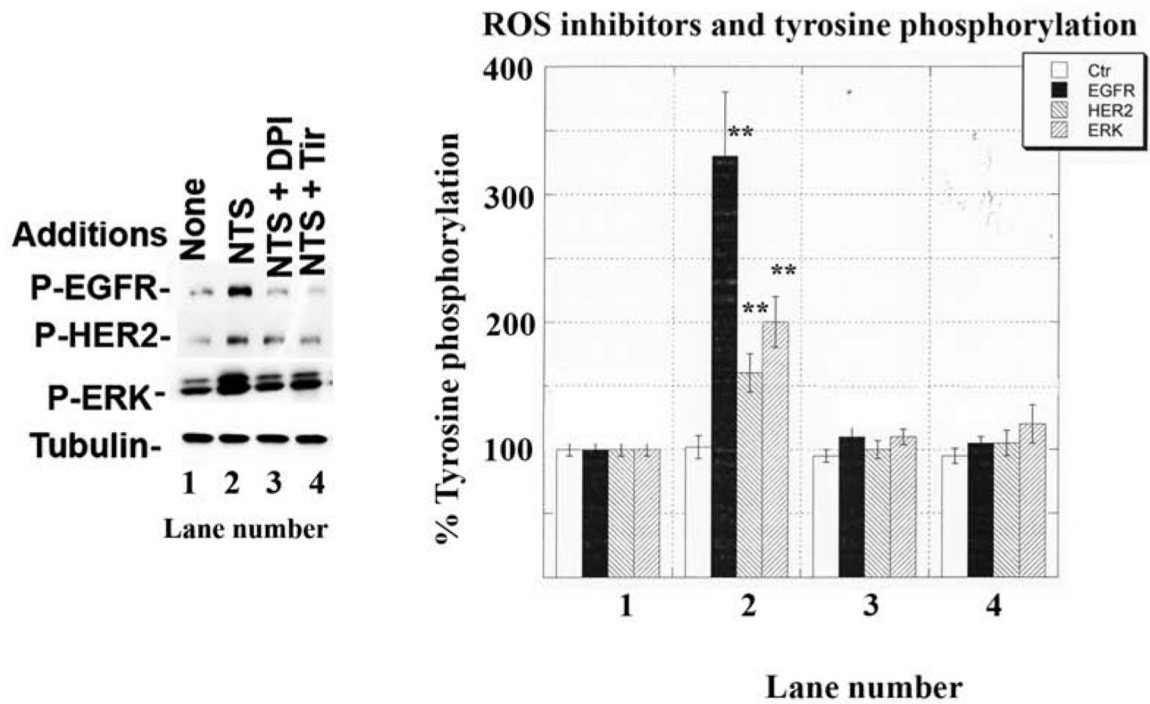 ROS inhibitors and tyrosine phosphorylation
Additions
None
NTS
NTS + DPI
NTS + Tir
P-EGFR-
P-HER2-
P-ERK-
Tubulin-
1 2 3 4
Lane number
% Tyrosine phosphorylation
400
300
200
100
Ctr
EGFR
HER2
ERK
**
**
**
1 2 3 4
Lane number